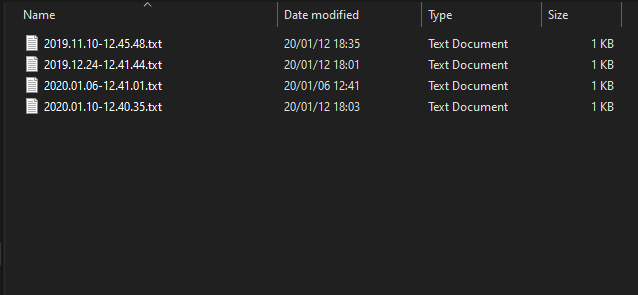 Name Date modified Type Size
2019.11.10-12.45.48.txt 20/01/12 18:35 Text Document 1 KB
2019.12.24-12.41.44.txt 20/01/12 18:01 Text Document 1 KB
2020.01.06-12.41.01.txt 20/01/06 12:41 Text Document 1 KB
2020.01.10-12.40.35.txt 20/01/12 18:03 Text Document 1 KB